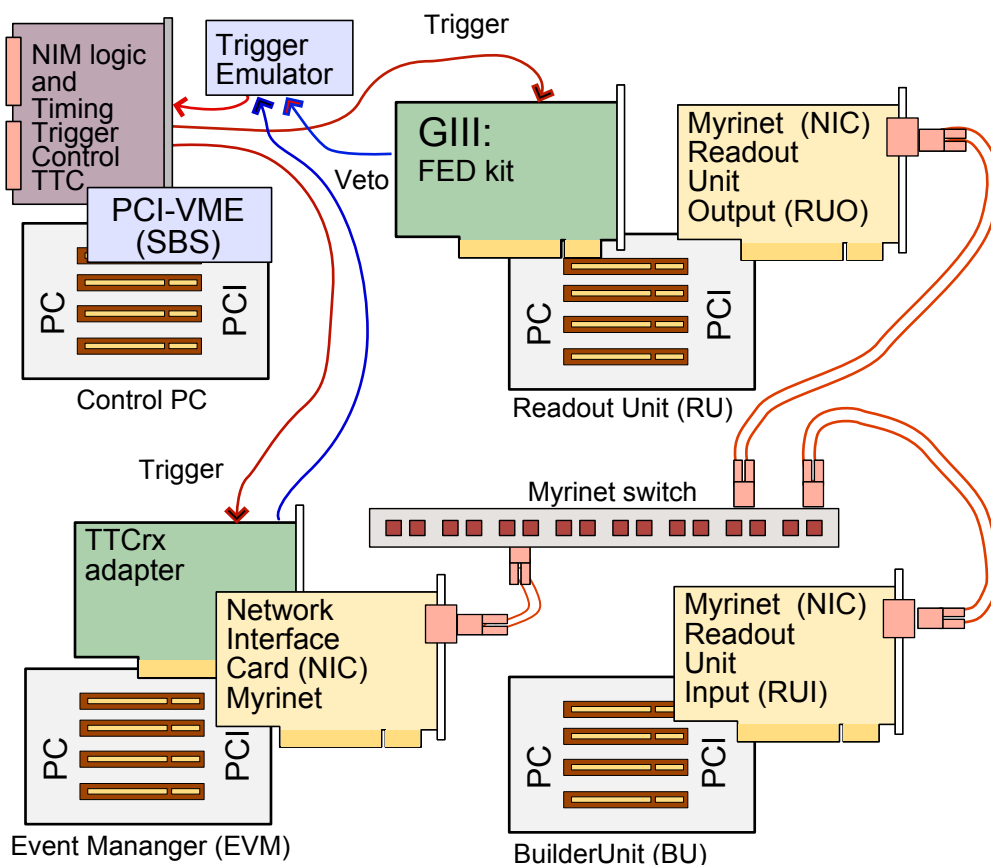 NIM logic
and
Timing
Trigger
Control
TTC
Trigger
Emulator
Trigger
GIII:
FED kit
Veto
Myrinet (NIC)
Readout
Unit
Output (RUO)
PCI-VME
(SBS)
PC
PCI
Control PC
PC
PCI
Readout Unit (RU)
Trigger
Myrinet switch
TTCrx
adapter
Network
Interface
Card (NIC)
Myrinet
PC
PCI
Event Mananger (EVM)
Myrinet (NIC)
Readout
Unit
Input (RUI)
PC
PCI
BuilderUnit (BU)